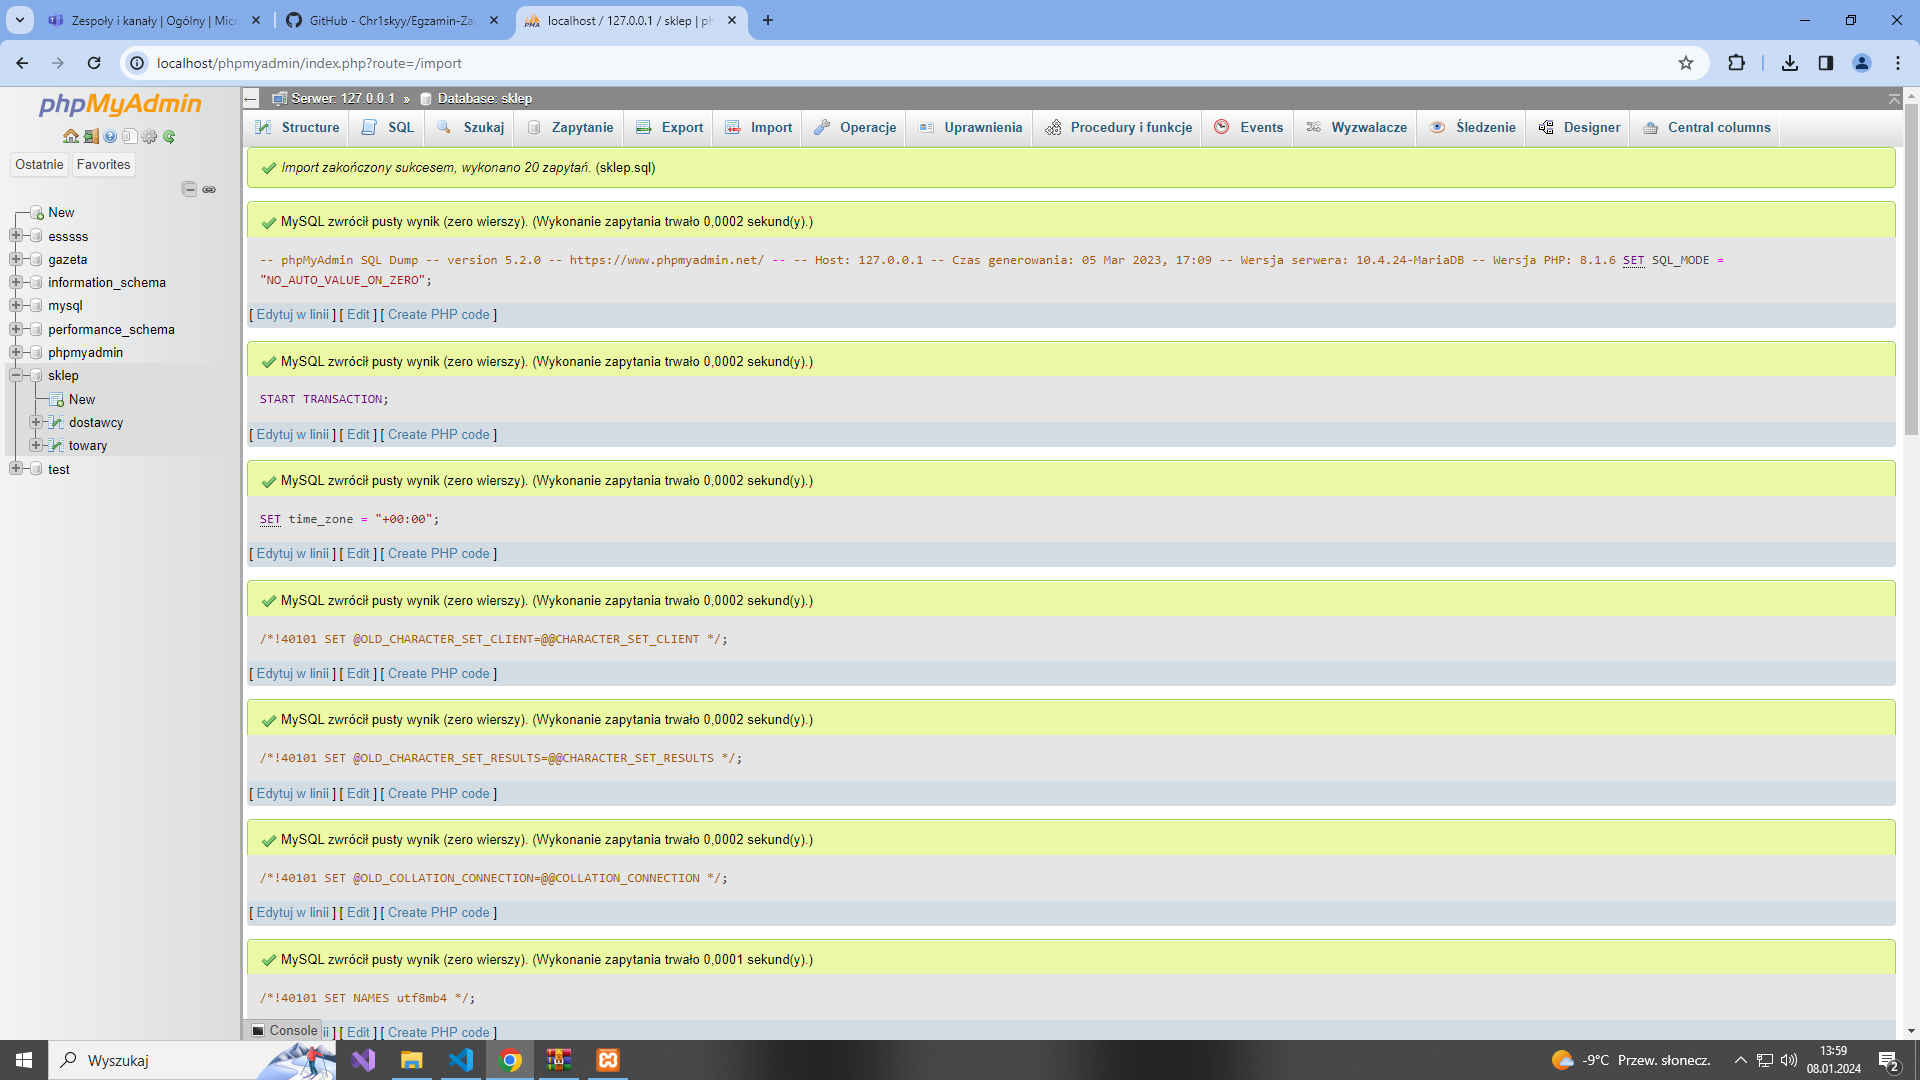 Zespoły i kanały | Ogólny | Micr
GitHub - Chr1skyy/Egzamin-Za
localhost / 127.0.0.1 / sklep | ph
localhost/phpmyadmin/index.php?route=/import
phpMyAdmin
Ostatnie
Favorites
New
esssss
gazeta
information_schema
mysql
performance_schema
phpmyadmin
sklep
New
dostawcy
towary
test
Serwer: 127.0.0.1 » Database: sklep
Structure
SQL
Szukaj
Zapytanie
Export
Import
Operacje
Uprawnienia
Procedury i funkcje
Events
Wyzwalacze
Śledzenie
Designer
Central columns
Import zakończony sukcesem, wykonano 20 zapytań. (sklep.sql)
MySQL zwrócił pusty wynik (zero wierszy). (Wykonanie zapytania trwało 0,0002 sekund(y).)
-- phpMyAdmin SQL Dump -- version 5.2.0 -- https://www.phpmyadmin.net/ -- -- Host: 127.0.0.1 -- Czas generowania: 05 Mar 2023, 17:09 -- Wersja serwera: 10.4.24-MariaDB -- Wersja PHP: 8.1.6 SET SQL_MODE =
"NO_AUTO_VALUE_ON_ZERO";
[ Edytuj w linii ] [ Edit ] [ Create PHP code ]
MySQL zwrócił pusty wynik (zero wierszy). (Wykonanie zapytania trwało 0,0002 sekund(y).)
START TRANSACTION;
[ Edytuj w linii ] [ Edit ] [ Create PHP code ]
MySQL zwrócił pusty wynik (zero wierszy). (Wykonanie zapytania trwało 0,0002 sekund(y).)
SET time_zone = "+00:00";
[ Edytuj w linii ] [ Edit ] [ Create PHP code ]
MySQL zwrócił pusty wynik (zero wierszy). (Wykonanie zapytania trwało 0,0002 sekund(y).)
/*!40101 SET @OLD_CHARACTER_SET_CLIENT=@@CHARACTER_SET_CLIENT */;
[ Edytuj w linii ] [ Edit ] [ Create PHP code ]
MySQL zwrócił pusty wynik (zero wierszy). (Wykonanie zapytania trwało 0,0002 sekund(y).)
/*!40101 SET @OLD_CHARACTER_SET_RESULTS=@@CHARACTER_SET_RESULTS */;
[ Edytuj w linii ] [ Edit ] [ Create PHP code ]
MySQL zwrócił pusty wynik (zero wierszy). (Wykonanie zapytania trwało 0,0002 sekund(y).)
/*!40101 SET @OLD_COLLATION_CONNECTION=@@COLLATION_CONNECTION */;
[ Edytuj w linii ] [ Edit ] [ Create PHP code ]
MySQL zwrócił pusty wynik (zero wierszy). (Wykonanie zapytania trwało 0,0001 sekund(y).)
/*!40101 SET NAMES utf8mb4 */;
Console ii ] [ Edit ] [ Create PHP code ]
Wyszukaj
-9°C Przew. słonecz.
13:59
08.01.2024
2